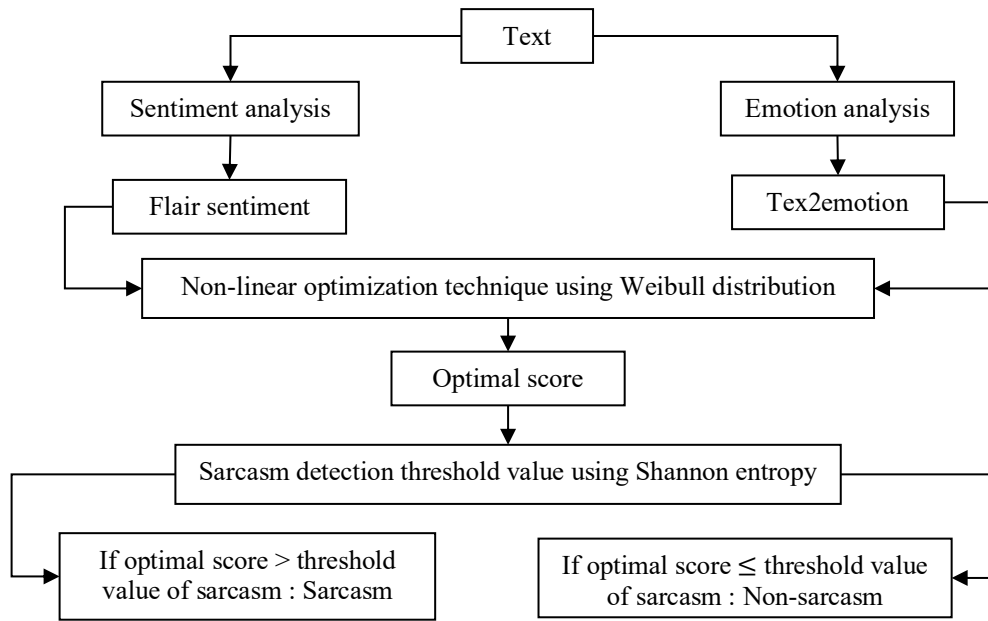 Text
Sentiment analysis
Emotion analysis
Flair sentiment
Tex2emotion
Non-linear optimization technique using Weibull distribution
Optimal score
Sarcasm detection threshold value using Shannon entropy
If optimal score > threshold
value of sarcasm : Sarcasm
If optimal score ≤ threshold value
of sarcasm : Non-sarcasm